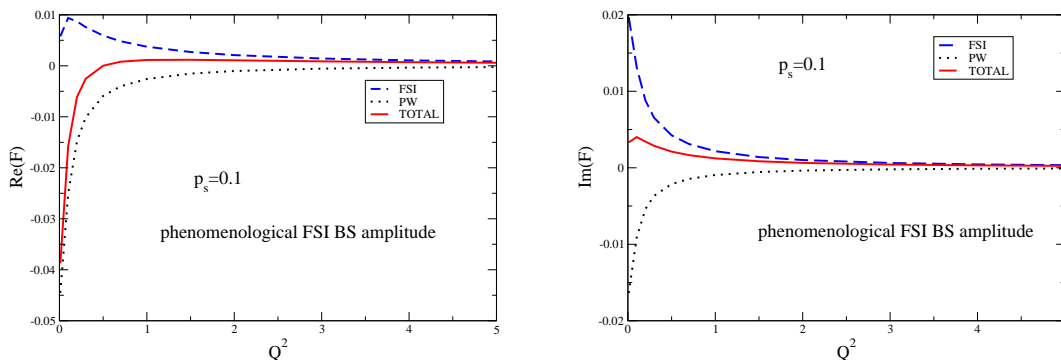 0.01
0
-0.01
-0.02
-0.03
-0.04
-0.05
Re(F)
FSI
PW
TOTAL
p_s=0.1
phenomenological FSI BS amplitude
0 1 2 3 4 5
Q^2
0.02
0.01
0
-0.01
-0.02
Im(F)
p_s=0.1
FSI
PW
TOTAL
phenomenological FSI BS amplitude
0 1 2 3 4
Q^2